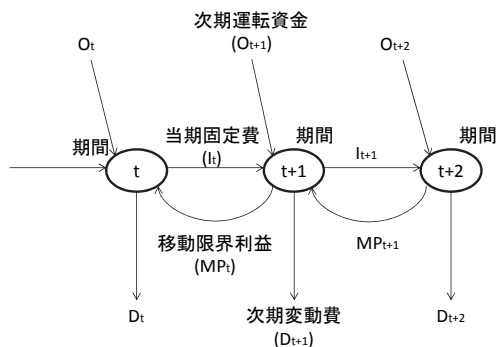 次期運転資金
Ot
(Ot+1)
Ot+2
当期固定費
期間
(It)
期間
It+1
期間
t
t+1
t+2
移動限界利益
(MPt)
MPt+1
Dt
次期変動費
(Dt+1)
Dt+2